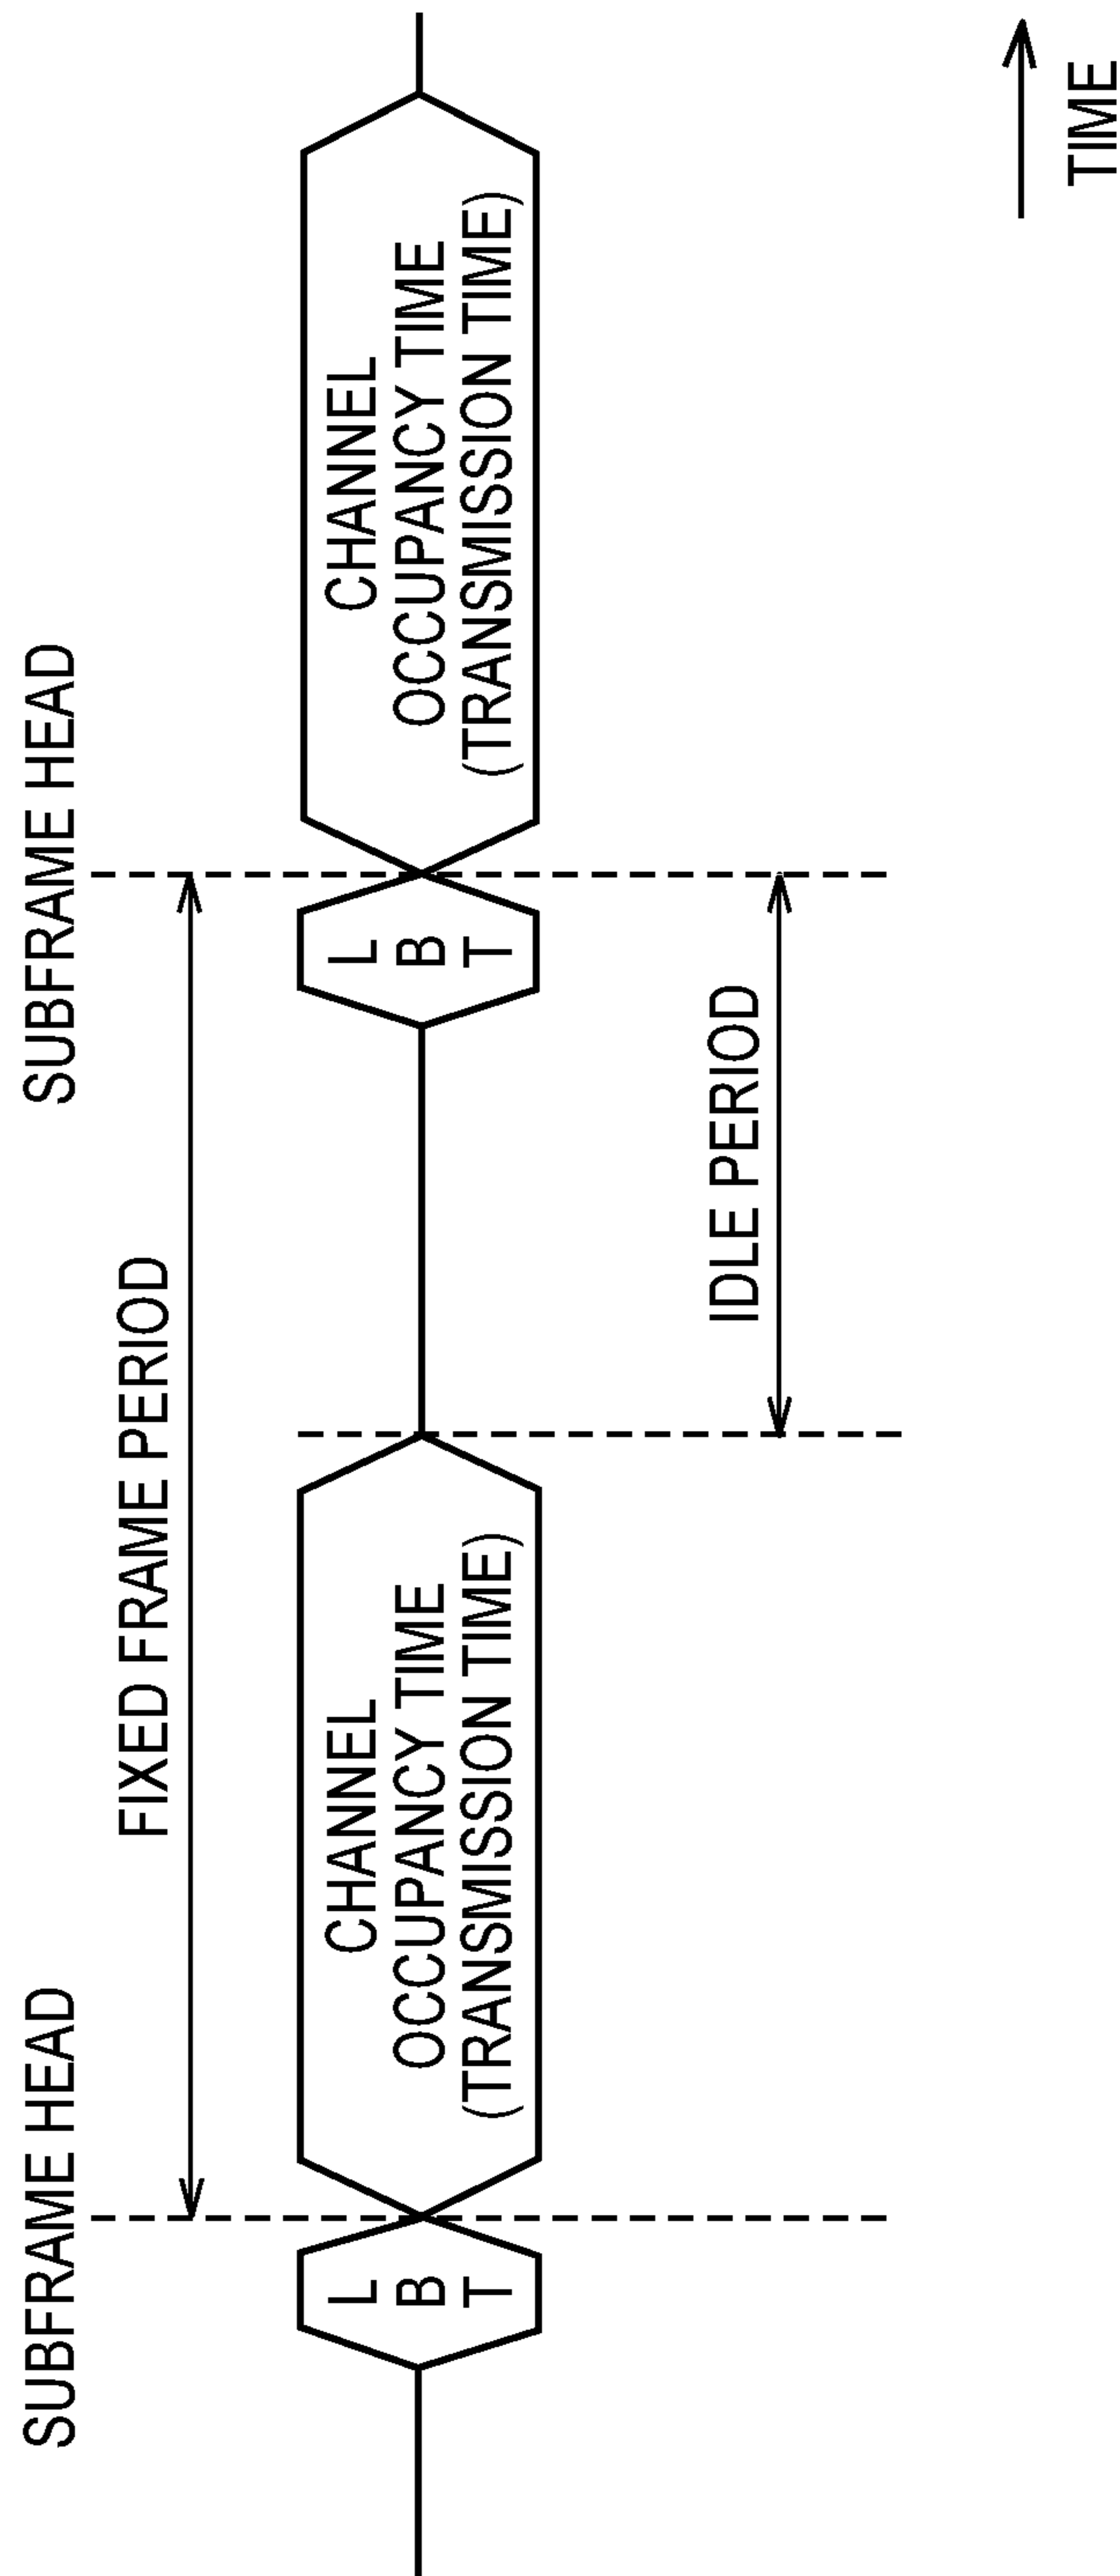 SUBFRAME HEAD
SUBFRAME HEAD
FIXED FRAME PERIOD
L
B
T
CHANNEL
OCCUPANCY TIME
(TRANSMISSION TIME)
L
B
T
CHANNEL
OCCUPANCY TIME
(TRANSMISSION TIME)
IDLE PERIOD
TIME